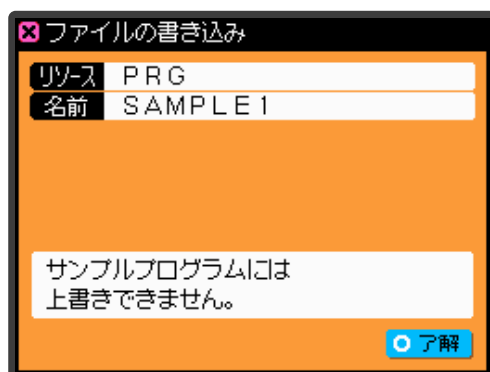 ファイルの書き込み
リソース PRG
名前 SAMPLE1
サンプルプログラムには
上書きできません。
了解